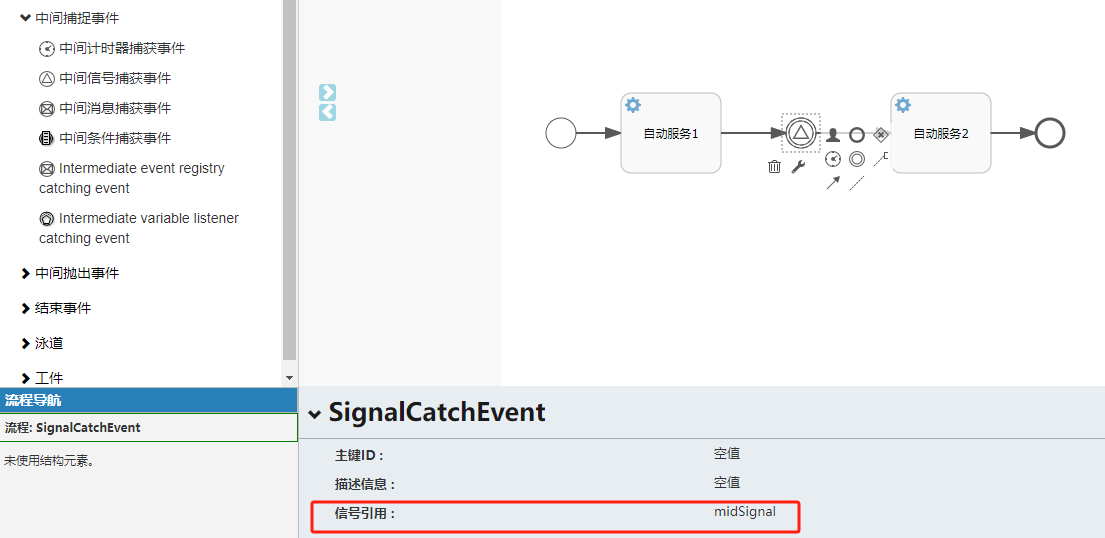 中间捕捉事件
中间计时器捕获事件
中间信号捕获事件
中间消息捕获事件
中间条件捕获事件
Intermediate event registry
catching event
Intermediate variable listener
catching event
中间抛出事件
结束事件
泳道
工件
流程导航
流程: SignalCatchEvent
未使用结构元素。
自动服务1
自动服务2
SignalCatchEvent
主键ID : 空值
描述信息 : 空值
信号引用 : midSignal